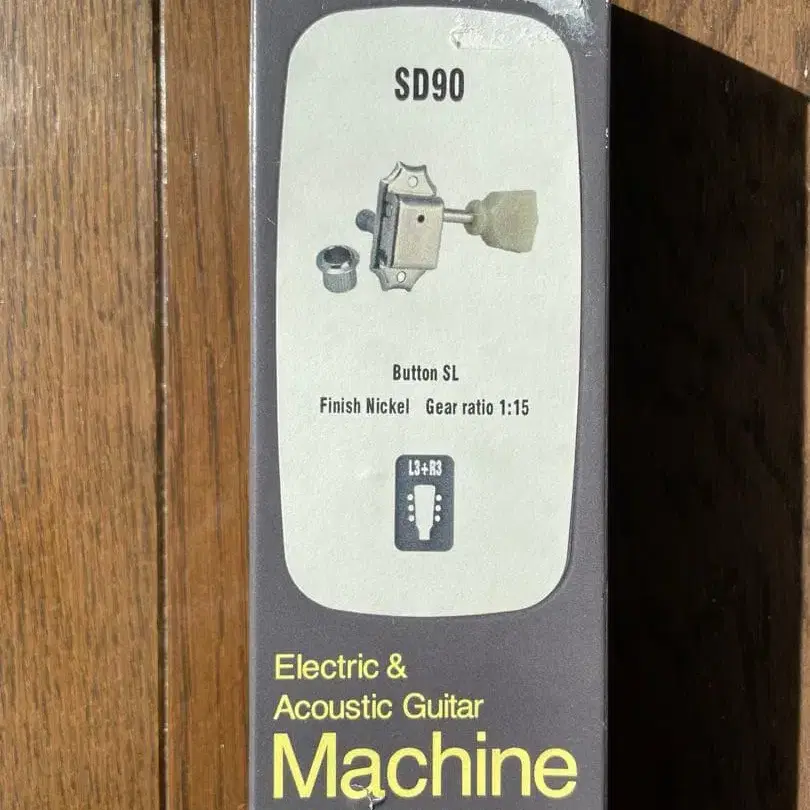 SD90
Button SL
Finish Nickel Gear ratio 1:15
L3+R3
Electric &
Acoustic Guitar
Machine